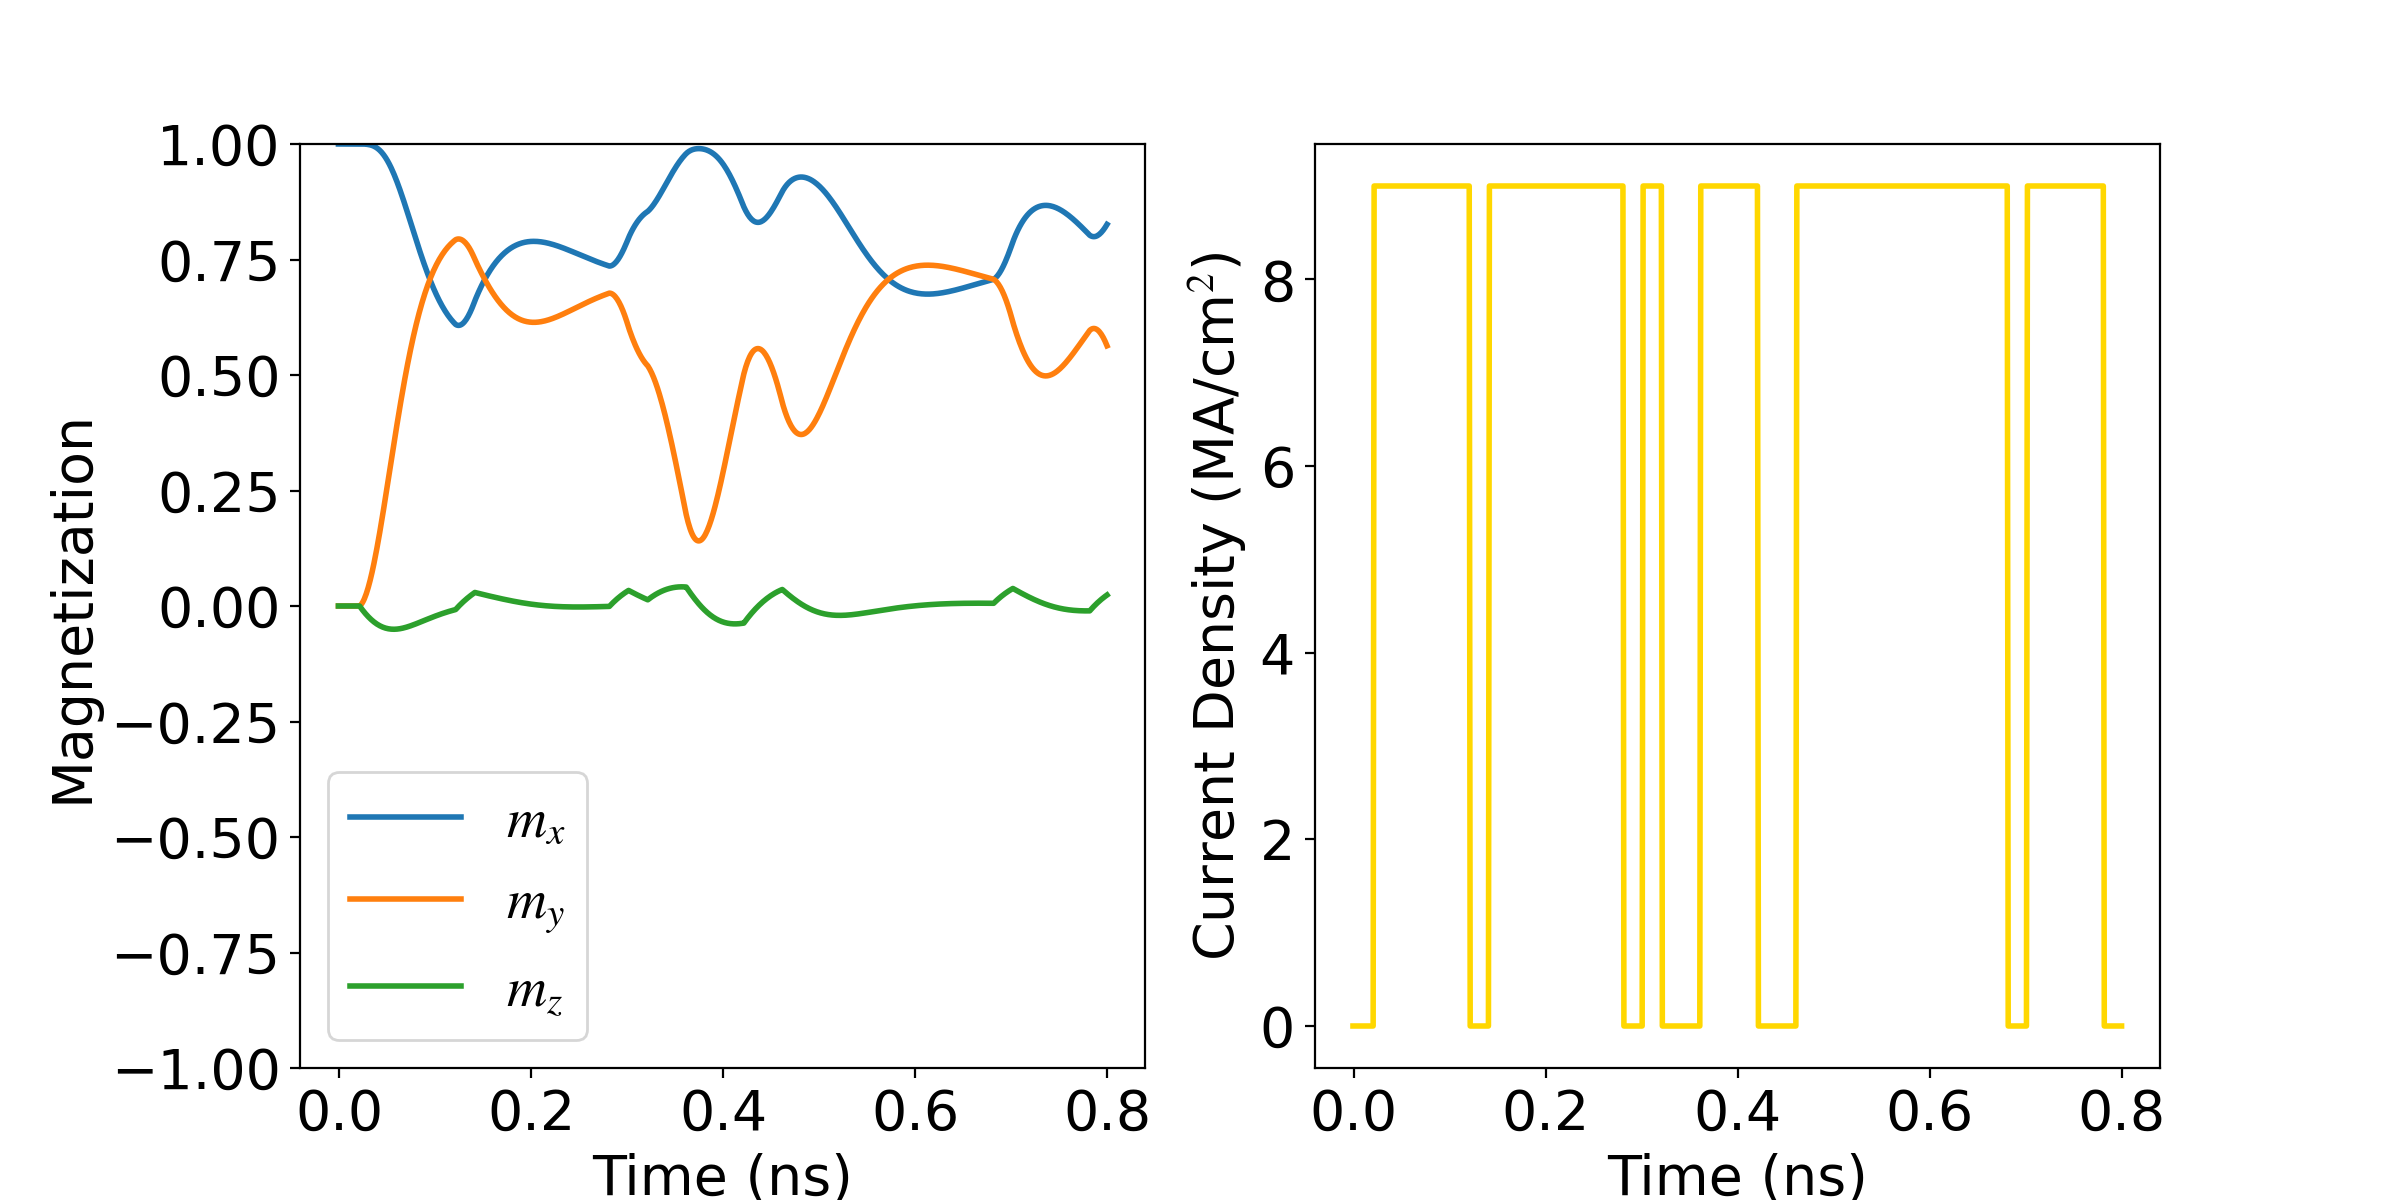 Magnetization
1.00
0.75
0.50
0.25
0.00
−0.25
−0.50
−0.75
−1.00
m_x
m_y
m_z
0.0 0.2 0.4 0.6 0.8
Time (ns)
Current Density (MA/cm²)
8
6
4
2
0
0.0 0.2 0.4 0.6 0.8
Time (ns)